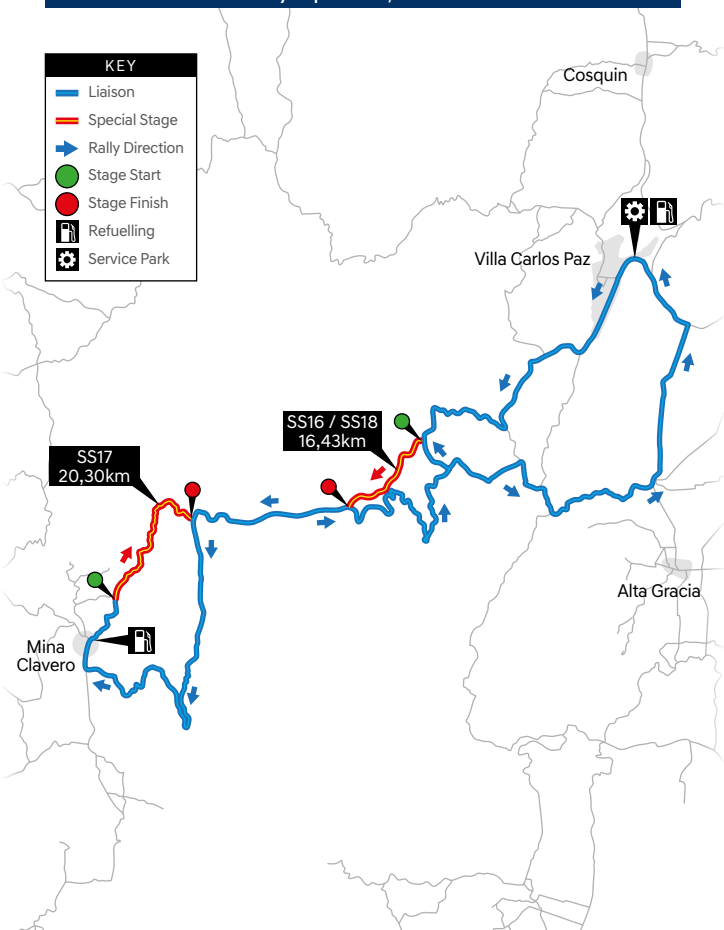 KEY
Liaison
Special Stage
Rally Direction
Stage Start
Stage Finish
Refuelling
Service Park
Cosquin
Villa Carlos Paz
SS16 / SS18
16,43km
SS17
20,30km
Alta Gracia
Mina
Clavero